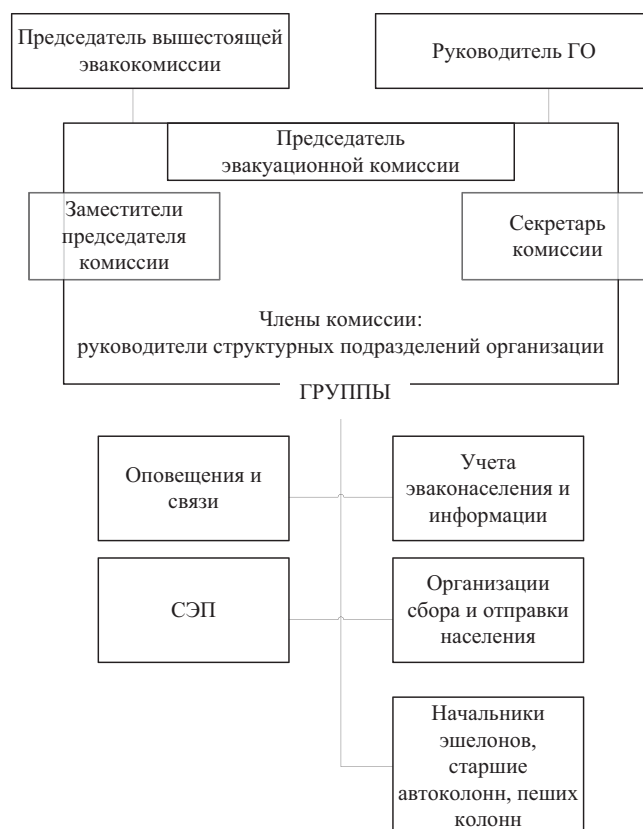 Председатель вышестоящей
эвакокомиссии
Руководитель ГО
Председатель
эвакуационной комиссии
Заместители
председателя
комиссии
Секретарь
комиссии
Члены комиссии:
руководители структурных подразделений организации
ГРУППЫ
Оповещения и
связи
Учета
эваконаселения и
информации
СЭП
Организации
сбора и отправки
населения
Начальники
эшелонов,
старшие
автоколонн, пеших
колонн